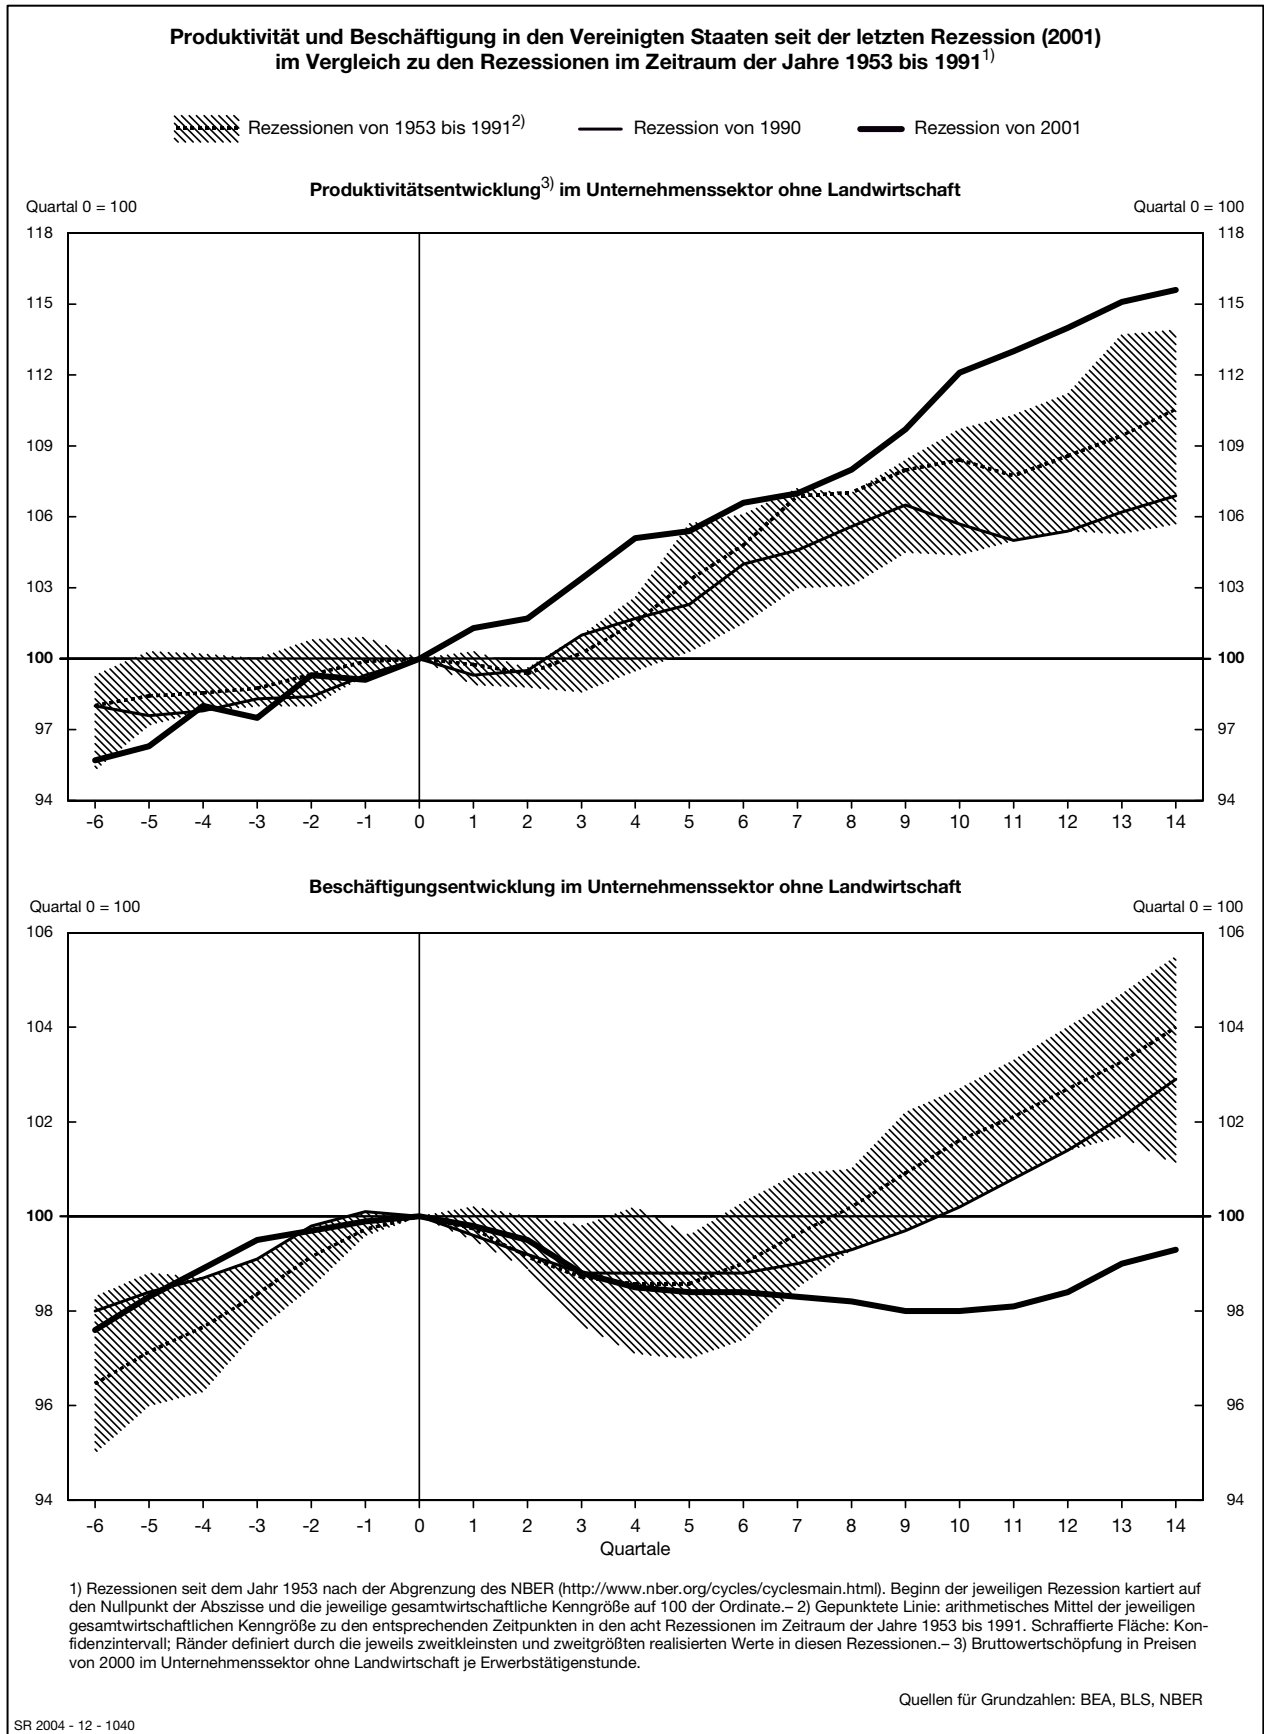 Produktivität und Beschäftigung in den Vereinigten Staaten seit der letzten Rezession (2001)
im Vergleich zu den Rezessionen im Zeitraum der Jahre 1953 bis 1991¹⁾
Rezessionen von 1953 bis 1991²⁾ Rezession von 1990 Rezession von 2001
Produktivitätsentwicklung³⁾ im Unternehmenssektor ohne Landwirtschaft
Quartal 0 = 100 Quartal 0 = 100
118 118
115 115
112 112
109 109
106 106
103 103
100 100
97 97
94 94
-6 -5 -4 -3 -2 -1 0 1 2 3 4 5 6 7 8 9 10 11 12 13 14
Beschäftigungsentwicklung im Unternehmenssektor ohne Landwirtschaft
Quartal 0 = 100 Quartal 0 = 100
106 106
104 104
102 102
100 100
98 98
96 96
94 94
-6 -5 -4 -3 -2 -1 0 1 2 3 4 5 6 7 8 9 10 11 12 13 14
Quartale
1) Rezessionen seit dem Jahr 1953 nach der Abgrenzung des NBER (http://www.nber.org/cycles/cyclesmain.html). Beginn der jeweiligen Rezession kartiert auf
den Nullpunkt der Abszisse und die jeweilige gesamtwirtschaftliche Kenngröße auf 100 der Ordinate.– 2) Gepunktete Linie: arithmetisches Mittel der jeweiligen
gesamtwirtschaftlichen Kenngröße zu den entsprechenden Zeitpunkten in den acht Rezessionen im Zeitraum der Jahre 1953 bis 1991. Schraffierte Fläche: Kon-
fidenzintervall; Ränder definiert durch die jeweils zweitkleinsten und zweitgrößten realisierten Werte in diesen Rezessionen.– 3) Bruttowertschöpfung in Preisen
von 2000 im Unternehmenssektor ohne Landwirtschaft je Erwerbstätigenstunde.
Quellen für Grundzahlen: BEA, BLS, NBER
SR 2004 - 12 - 1040